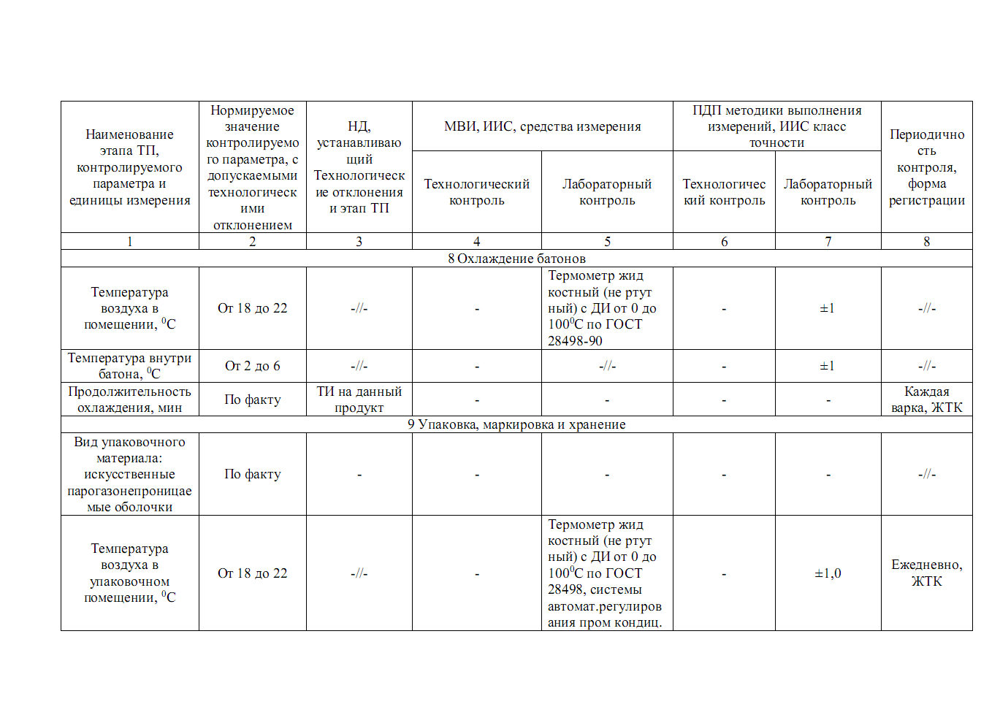 Наименование
этапа ТП,
контролируемого
параметра и
единицы измерения
Нормируемое
значение
контролируемо
го параметра, с
допускаемыми
технологическ
ими
отклонением
НД,
устанавливаю
щий
Технологическ
ие отклонения
и этап ТП
МВИ, ИИС, средства измерения
Технологический
контроль
Лабораторный
контроль
ПДП методики выполнения
измерений, ИИС класс
точности
Технологичес
кий контроль
Лабораторный
контроль
Периодично
сть
контроля,
форма
регистрации
1
2
3
4
5
6
7
8
8 Охлаждение батонов
Температура
воздуха в
помещении, ⁰С
От 18 до 22
-//-
-
Термометр жид
костный (не ртут
ный) с ДИ от 0 до
100⁰С по ГОСТ
28498-90
-
±1
-//-
Температура внутри
батона, ⁰С
От 2 до 6
-//-
-
-//-
-
±1
-//-
Продолжительность
охлаждения, мин
По факту
ТИ на данный
продукт
-
-
-
-
Каждая
варка, ЖТК
9 Упаковка, маркировка и хранение
Вид упаковочного
материала:
искусственные
парогазонепроницае
мые оболочки
По факту
-
-
-
-
-
-//-
Температура
воздуха в
упаковочном
помещении, ⁰С
От 18 до 22
-//-
-
Термометр жид
костный (не ртут
ный) с ДИ от 0 до
100⁰С по ГОСТ
28498, системы
автомат.регулиров
ания пром кондиц.
-
±1,0
Ежедневно,
ЖТК